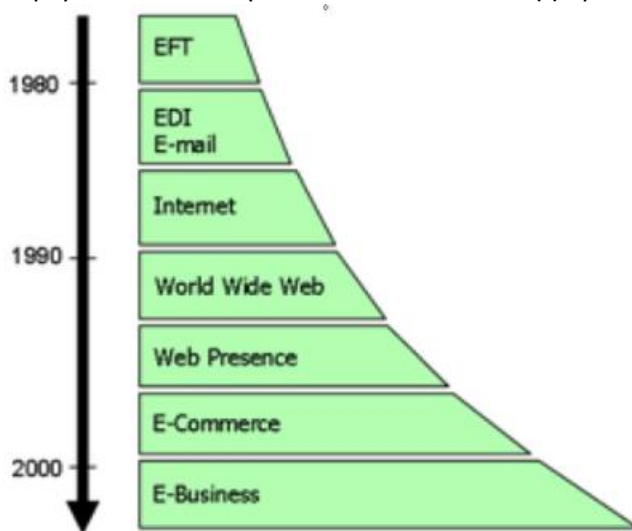 EFT
1980
EDI
E-mail
Internet
1990
World Wide Web
Web Presence
E-Commerce
2000
E-Business